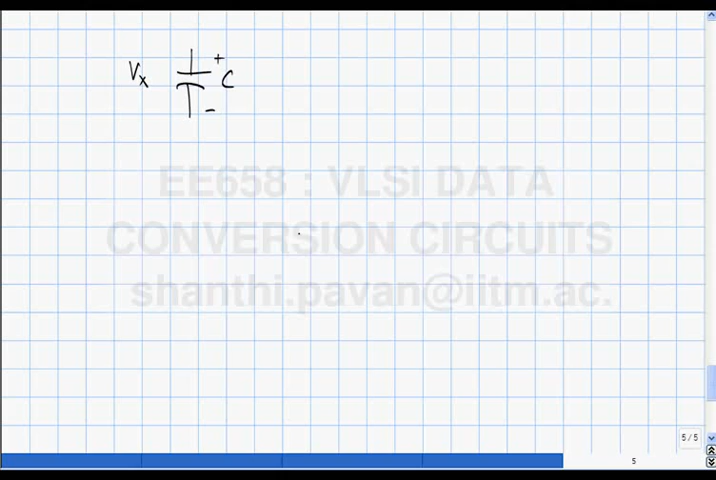 Vx + C
-
EE658 : VLSI DATA
CONVERSION CIRCUITS
shanthi.pavan@iitm.ac.
5/5
5